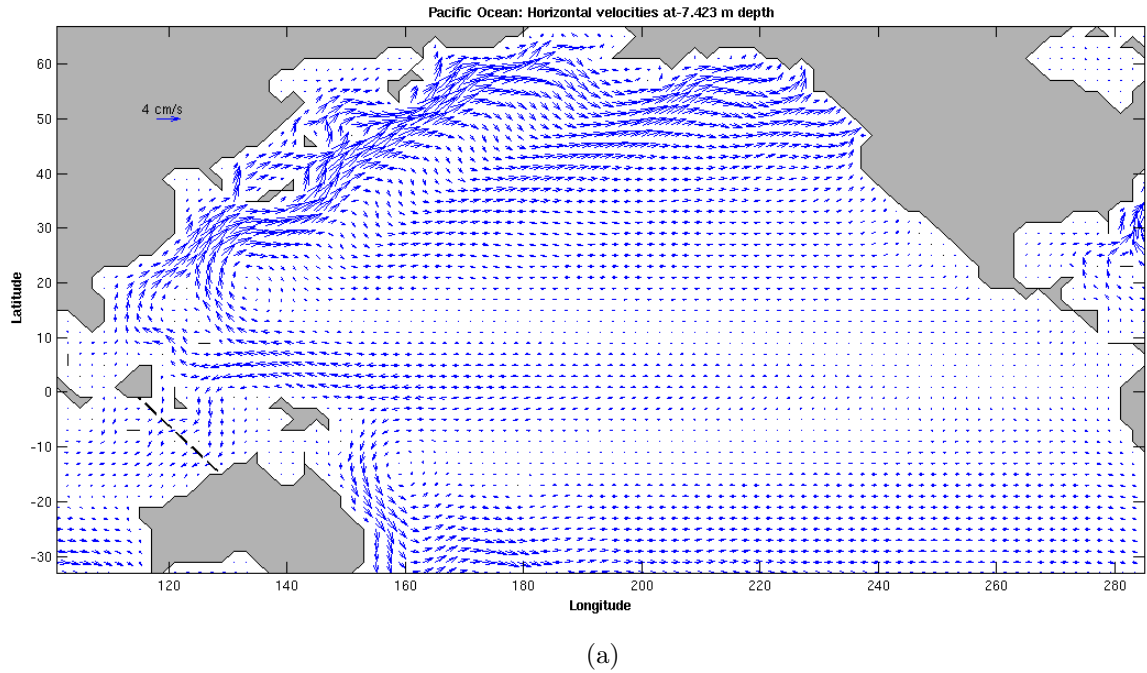 Pacific Ocean: Horizontal velocities at-7.423 m depth
60
50
40
30
20
10
0
-10
-20
-30
4 cm/s
Latitude
120 140 160 180 200 220 240 260 280
Longitude
(a)